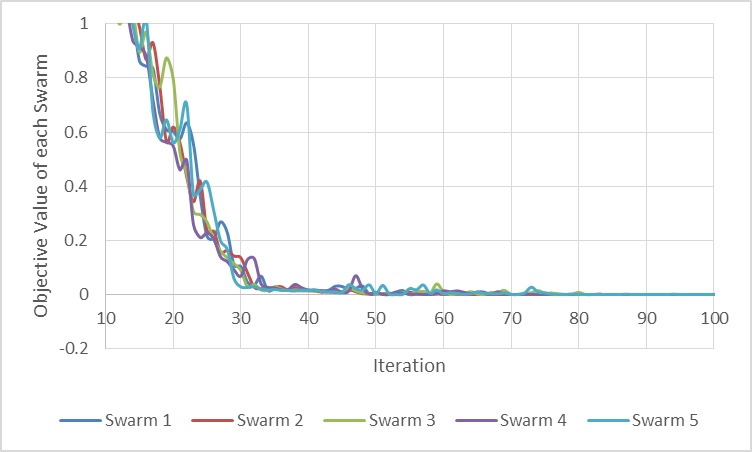 Objective Value of each Swarm
1
0.8
0.6
0.4
0.2
0
-0.2
10 20 30 40 50 60 70 80 90 100
Iteration
Swarm 1 Swarm 2 Swarm 3 Swarm 4 Swarm 5